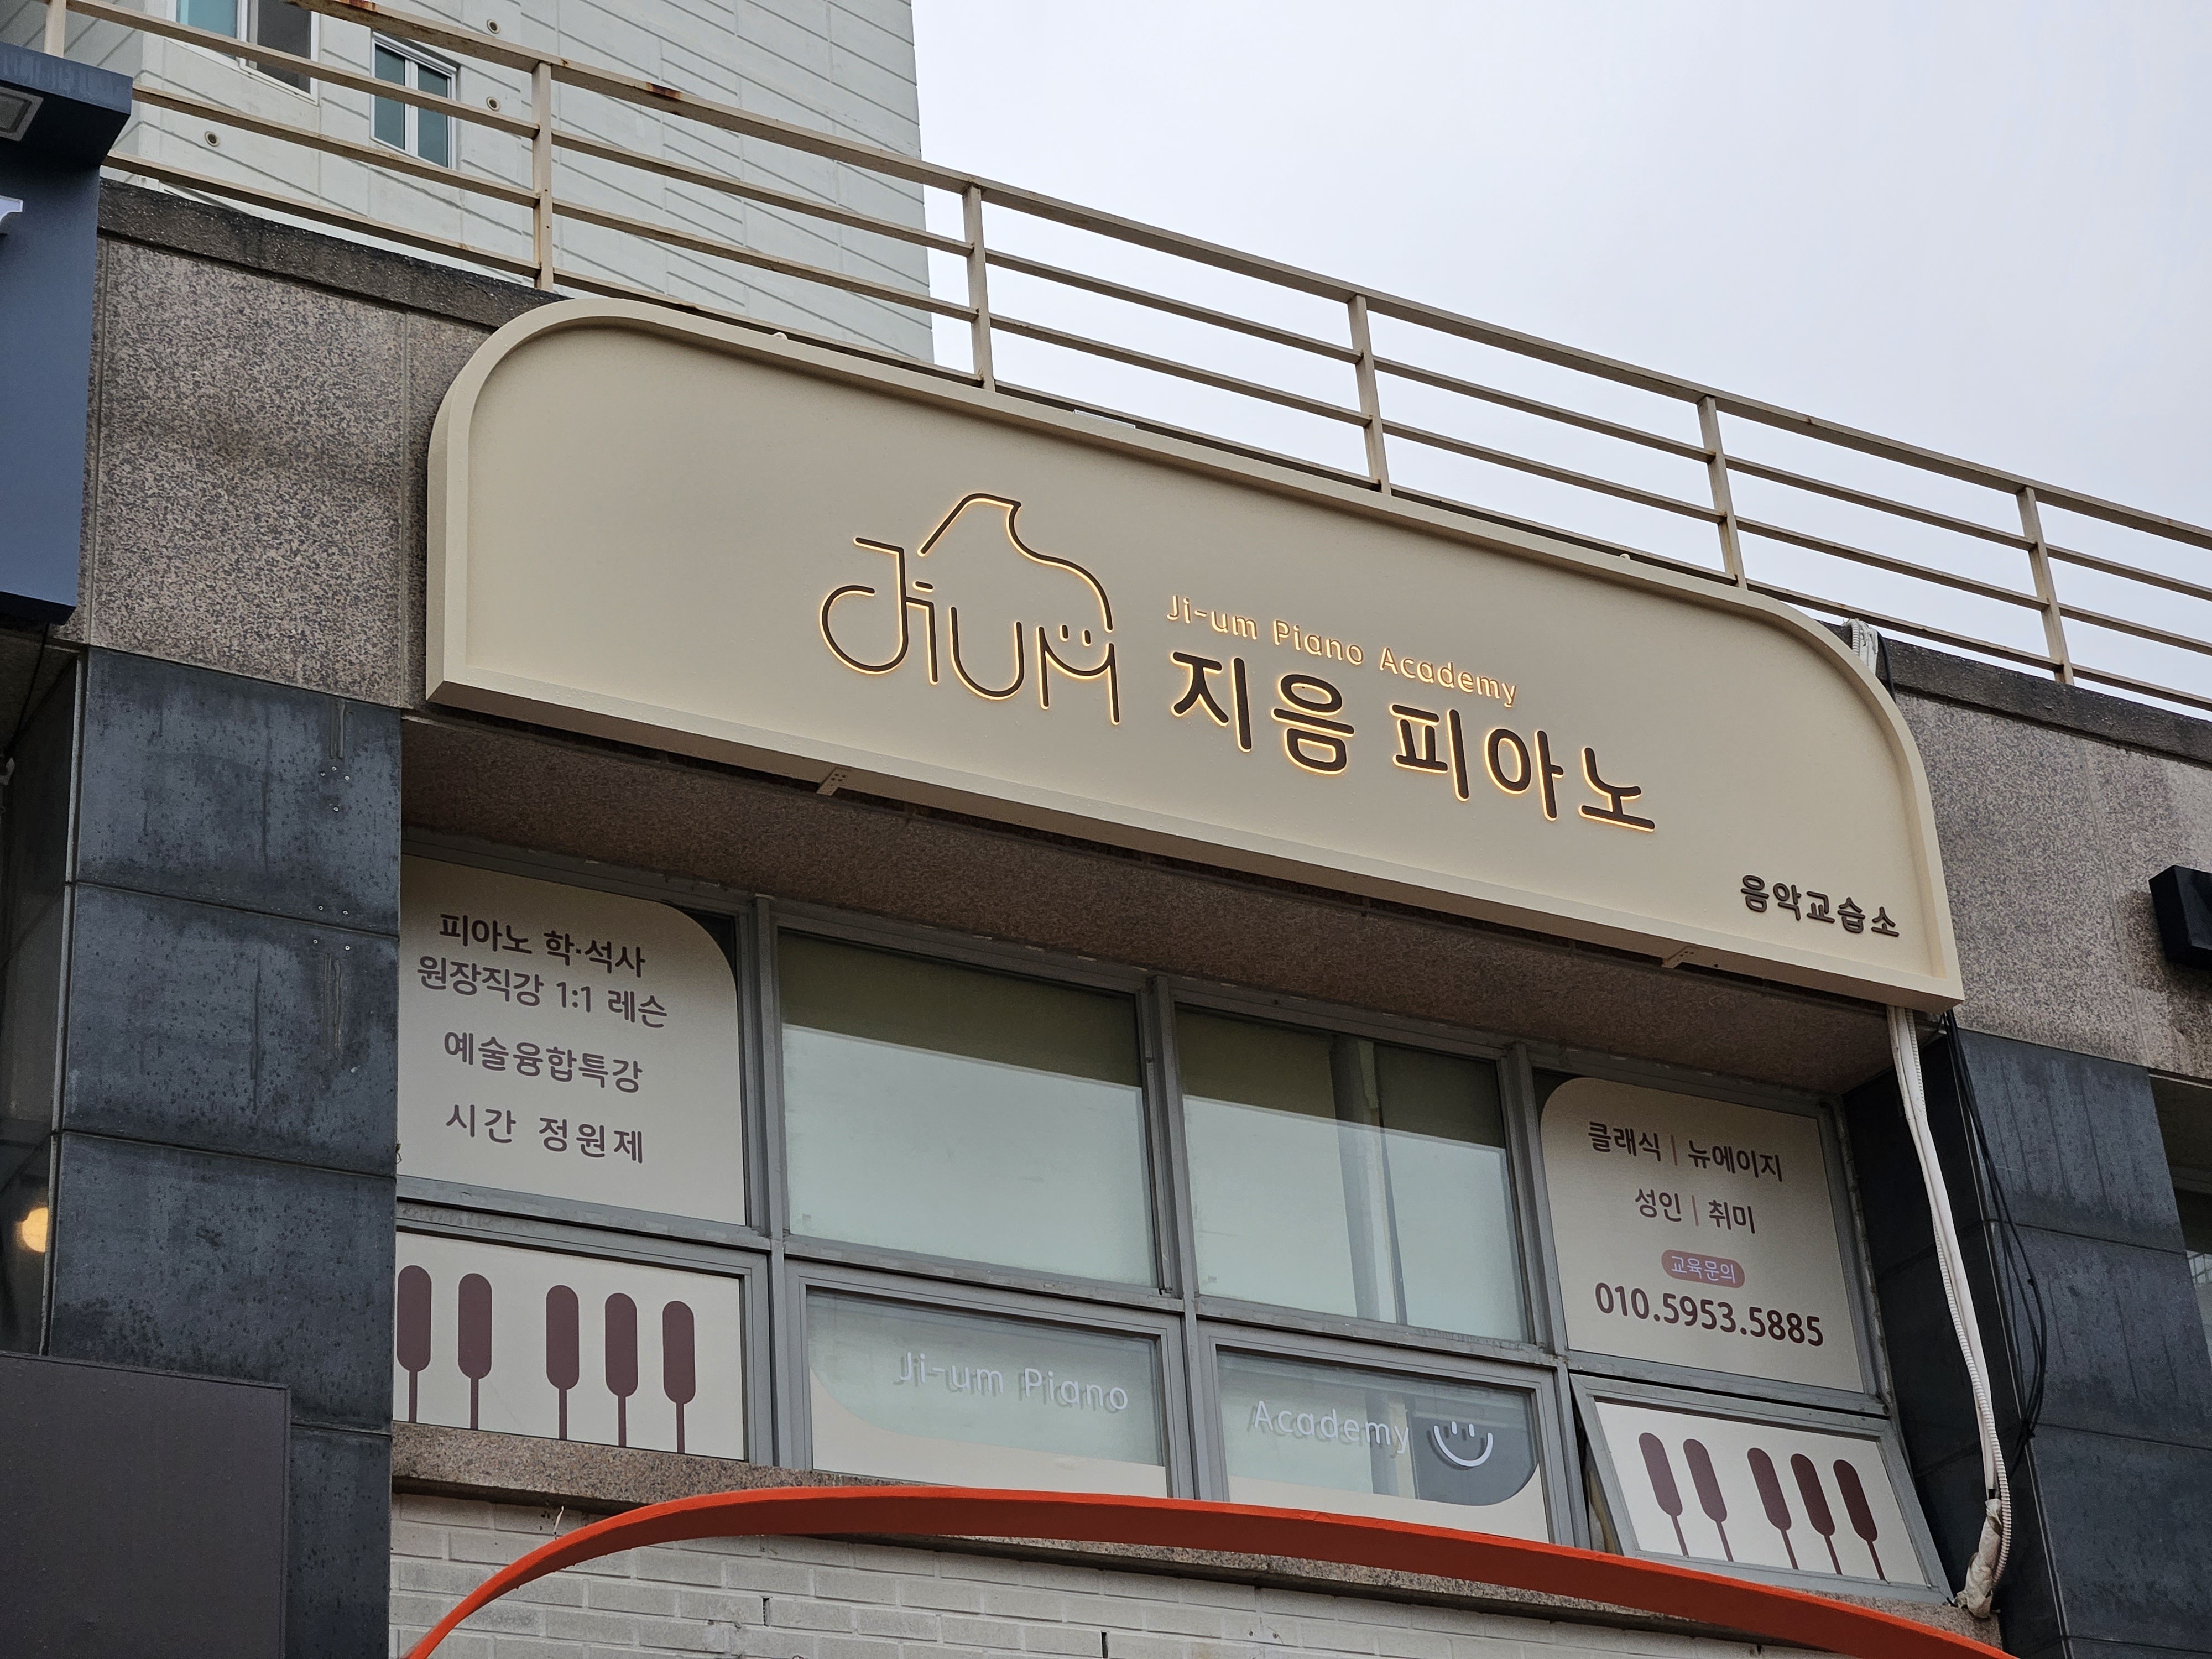 JiUM
Ji-um Piano Academy
지음 피아노
음악교습소
피아노 학·석사
원장직강 1:1 레슨
예술융합특강
시간 정원제
클래식 | 뉴에이지
성인 | 취미
교육문의
010.5953.5885
Ji-um Piano Academy